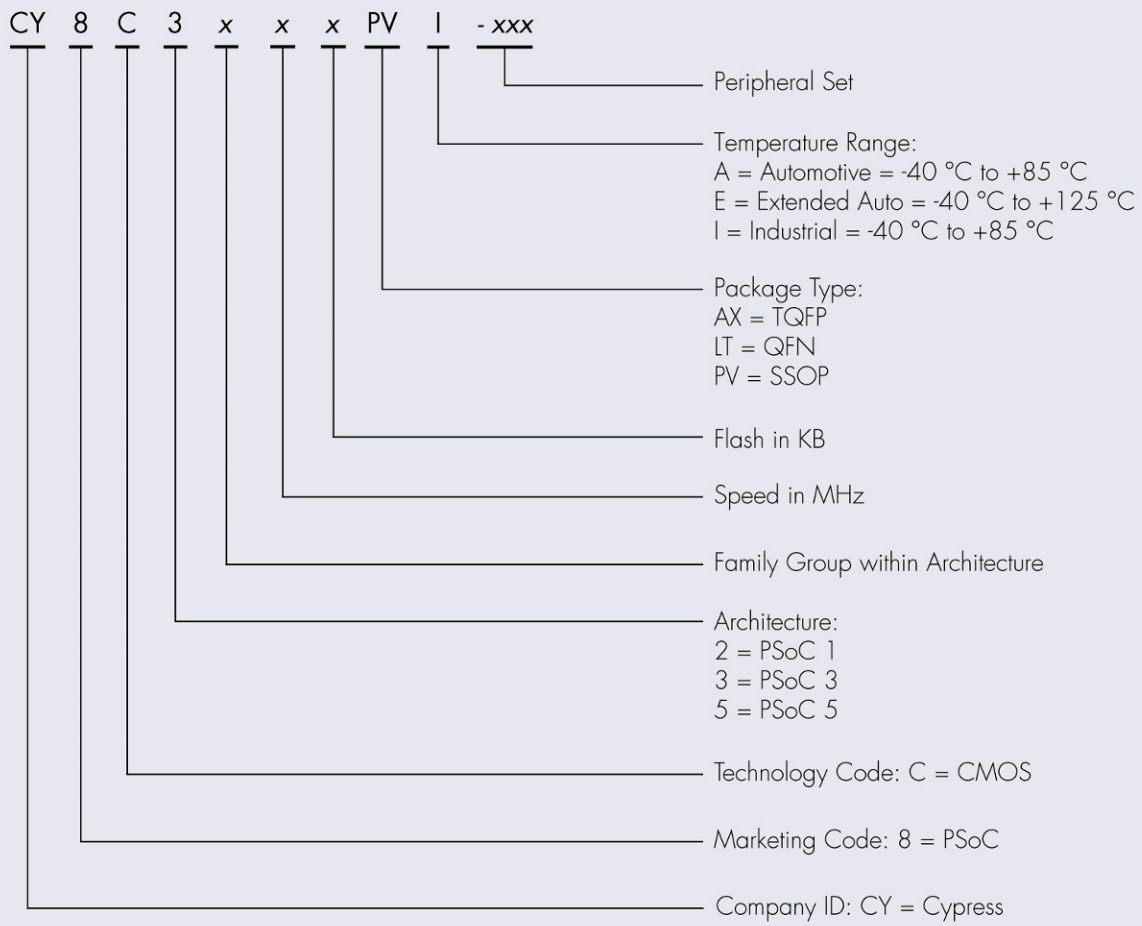 CY 8 C 3 x x x PV I - xxx
Peripheral Set
Temperature Range:
A = Automotive = -40 °C to +85 °C
E = Extended Auto = -40 °C to +125 °C
I = Industrial = -40 °C to +85 °C
Package Type:
AX = TQFP
LT = QFN
PV = SSOP
Flash in KB
Speed in MHz
Family Group within Architecture
Architecture:
2 = PSoC 1
3 = PSoC 3
5 = PSoC 5
Technology Code: C = CMOS
Marketing Code: 8 = PSoC
Company ID: CY = Cypress